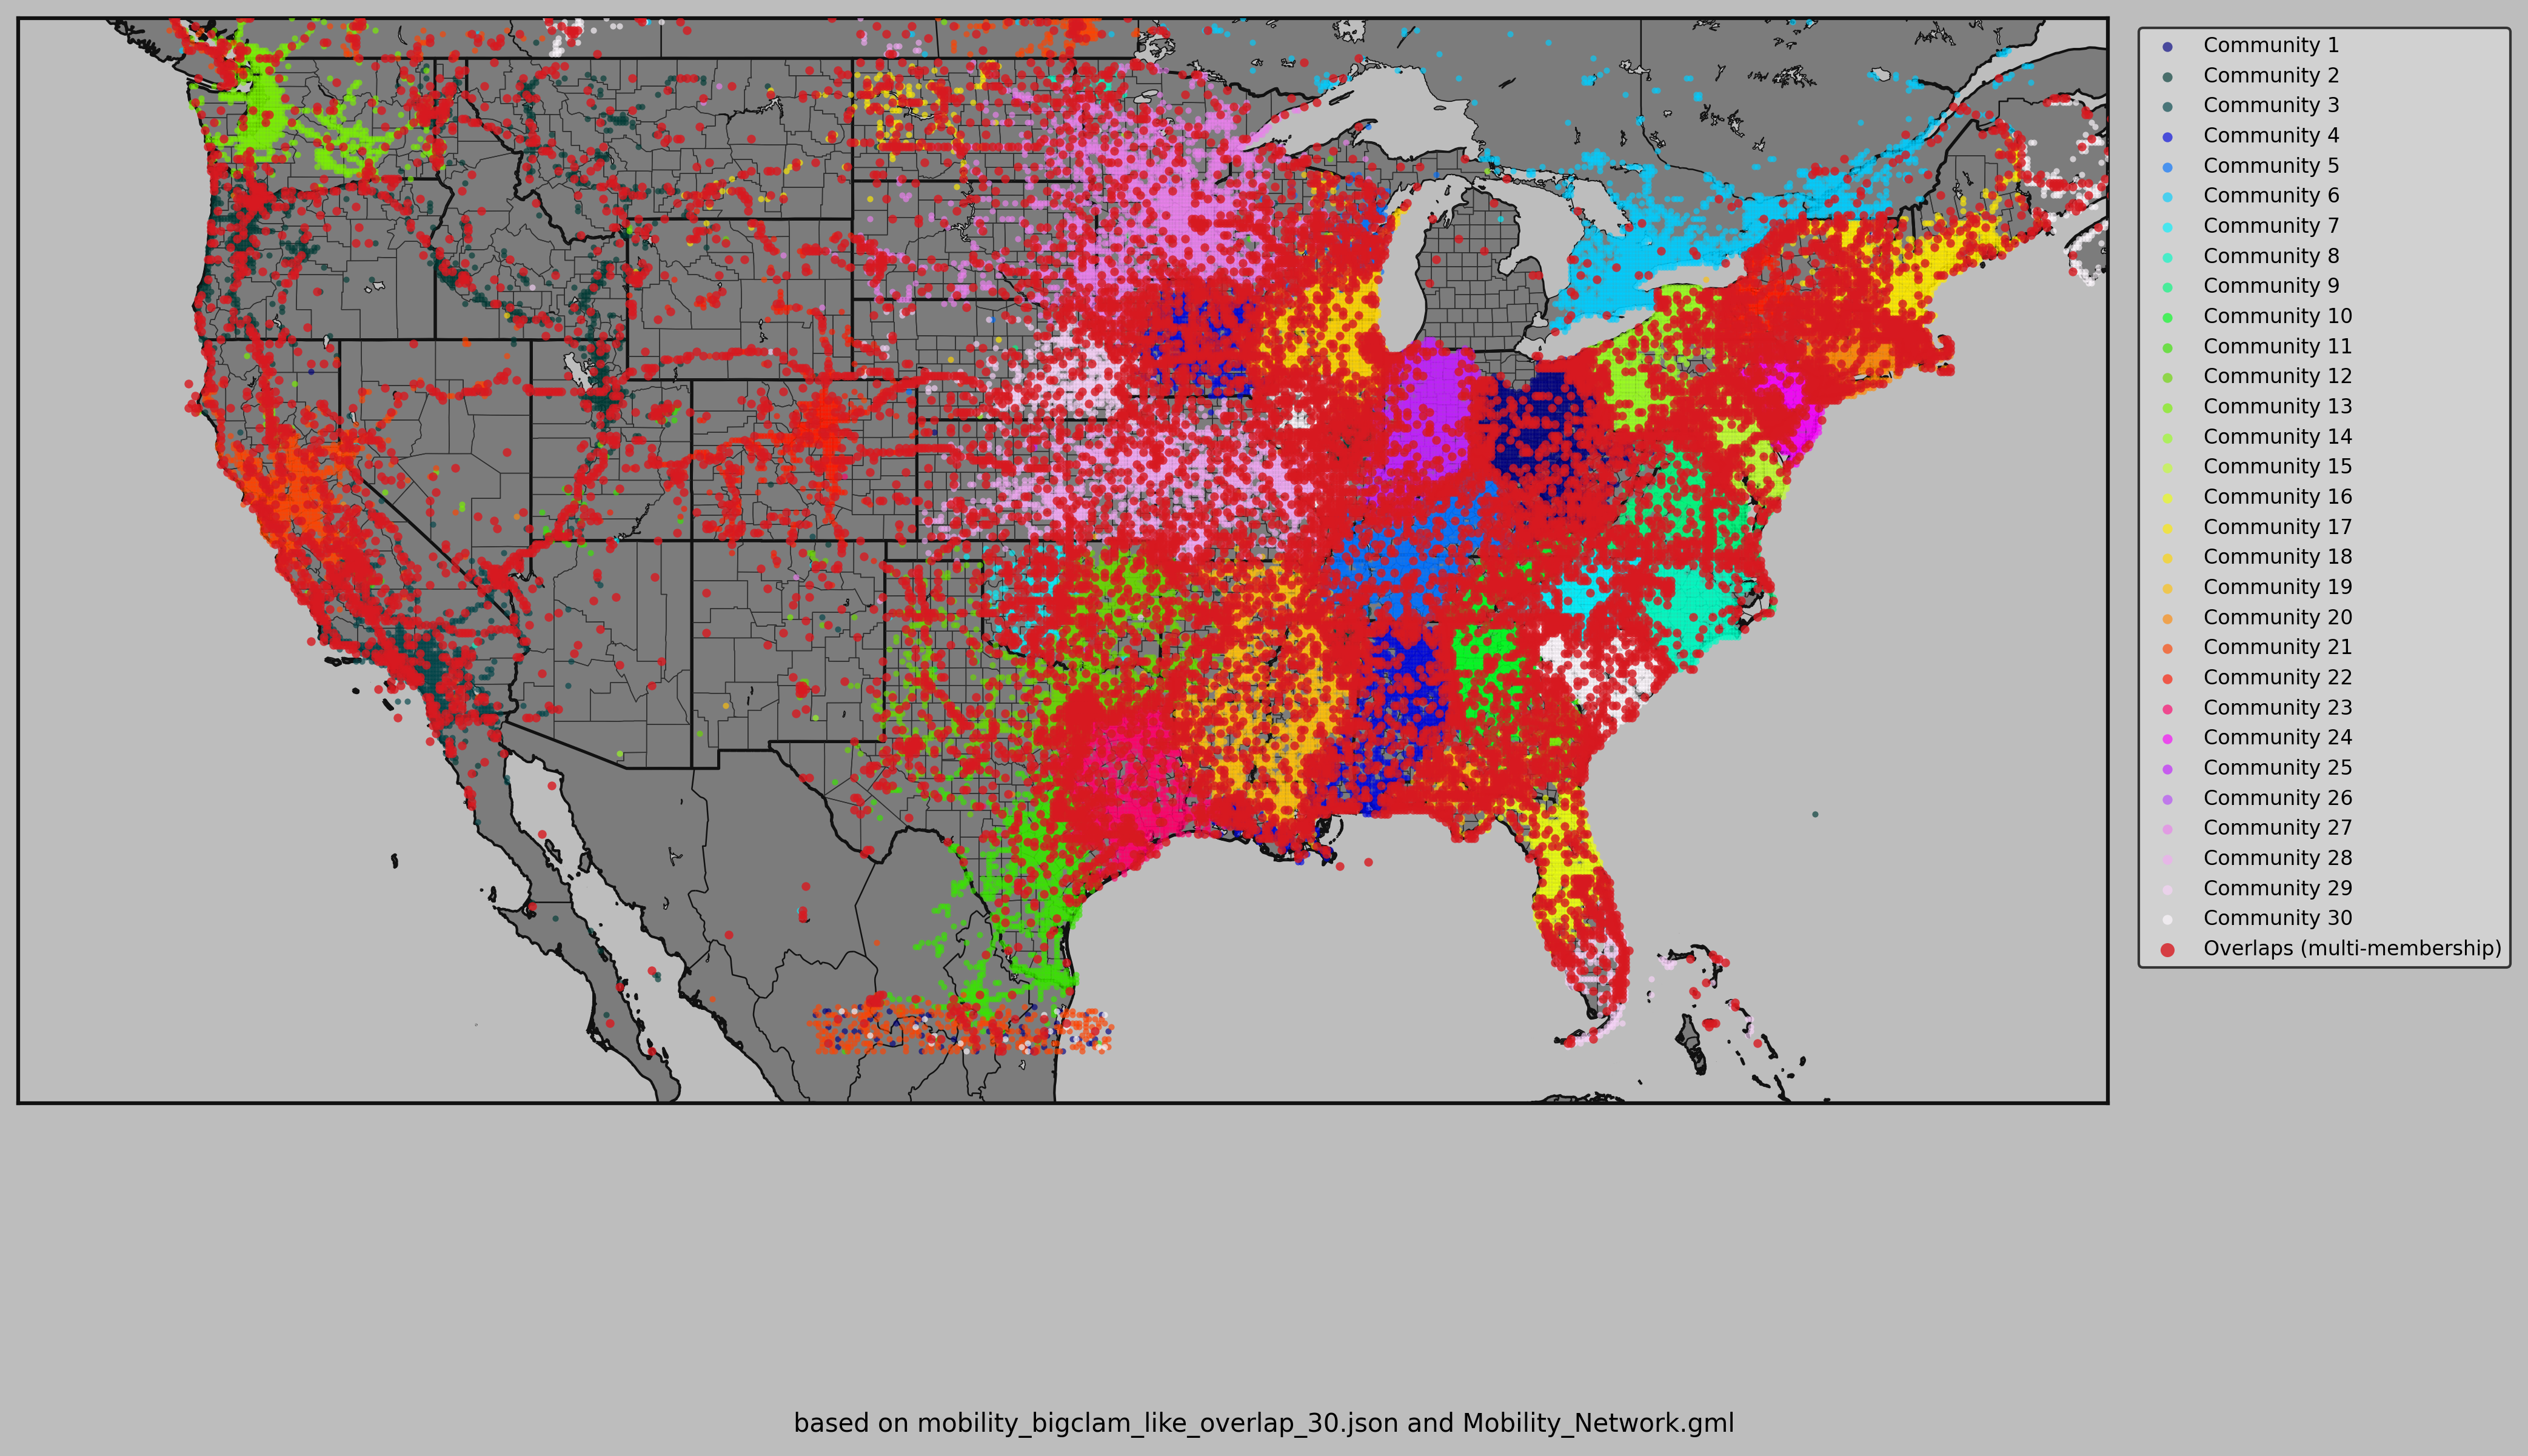 Community 1
Community 2
Community 3
Community 4
Community 5
Community 6
Community 7
Community 8
Community 9
Community 10
Community 11
Community 12
Community 13
Community 14
Community 15
Community 16
Community 17
Community 18
Community 19
Community 20
Community 21
Community 22
Community 23
Community 24
Community 25
Community 26
Community 27
Community 28
Community 29
Community 30
Overlaps (multi-membership)
based on mobility_bigclam_like_overlap_30.json and Mobility_Network.gml